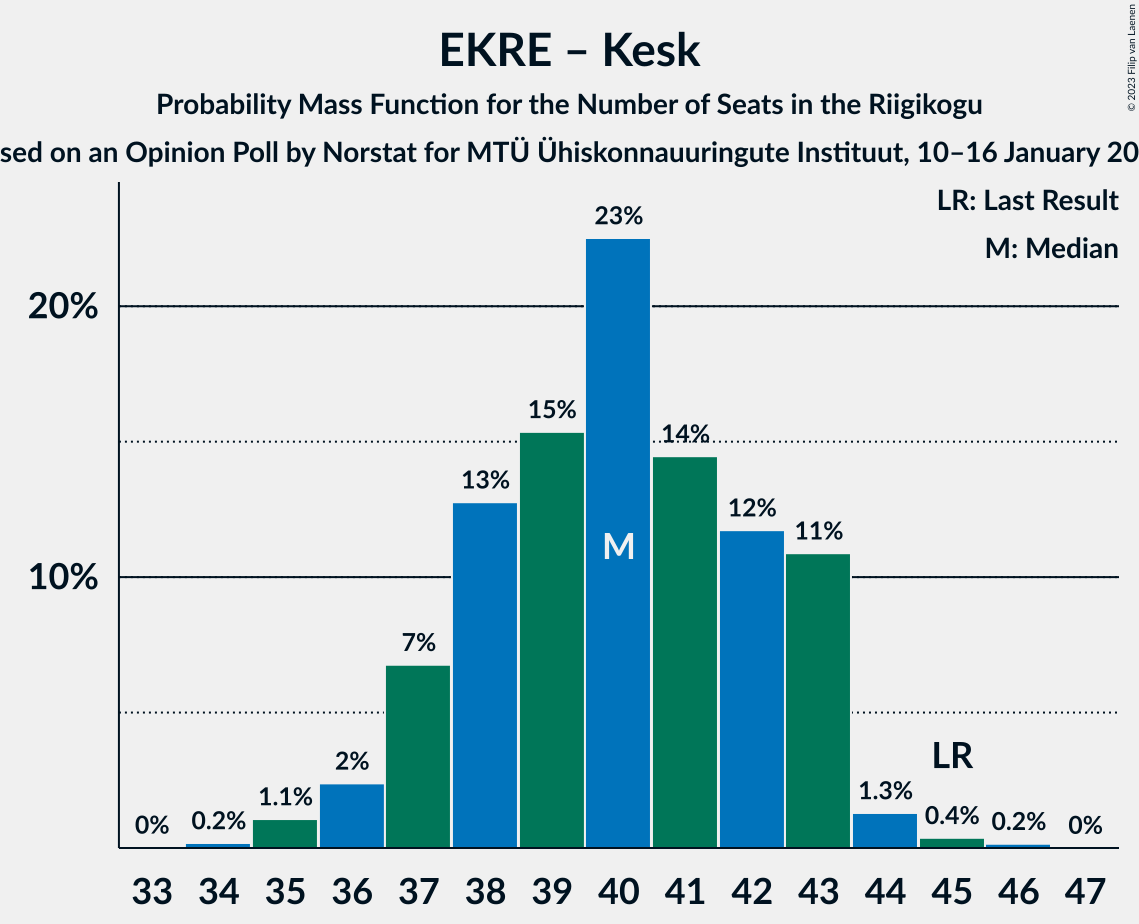 EKRE – Kesk
Probability Mass Function for the Number of Seats in the Riigikogu
sed on an Opinion Poll by Norstat for MTÜ Ühiskonnauuringute Instituut, 10–16 January 20
© 2023 Filip van Laenen
LR: Last Result
M: Median
20%
10%
0%
0.2%
1.1%
2%
7%
13%
15%
23%
14%
12%
11%
1.3%
0.4%
0.2%
0%
M
LR
33 34 35 36 37 38 39 40 41 42 43 44 45 46 47